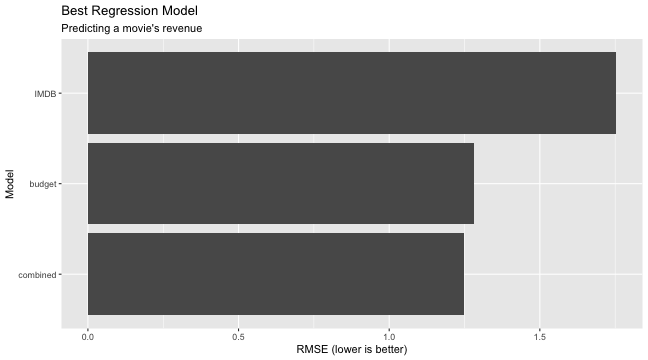 Best Regression Model
Predicting a movie's revenue
IMDB
budget
combined
Model
0.0 0.5 1.0 1.5
RMSE (lower is better)